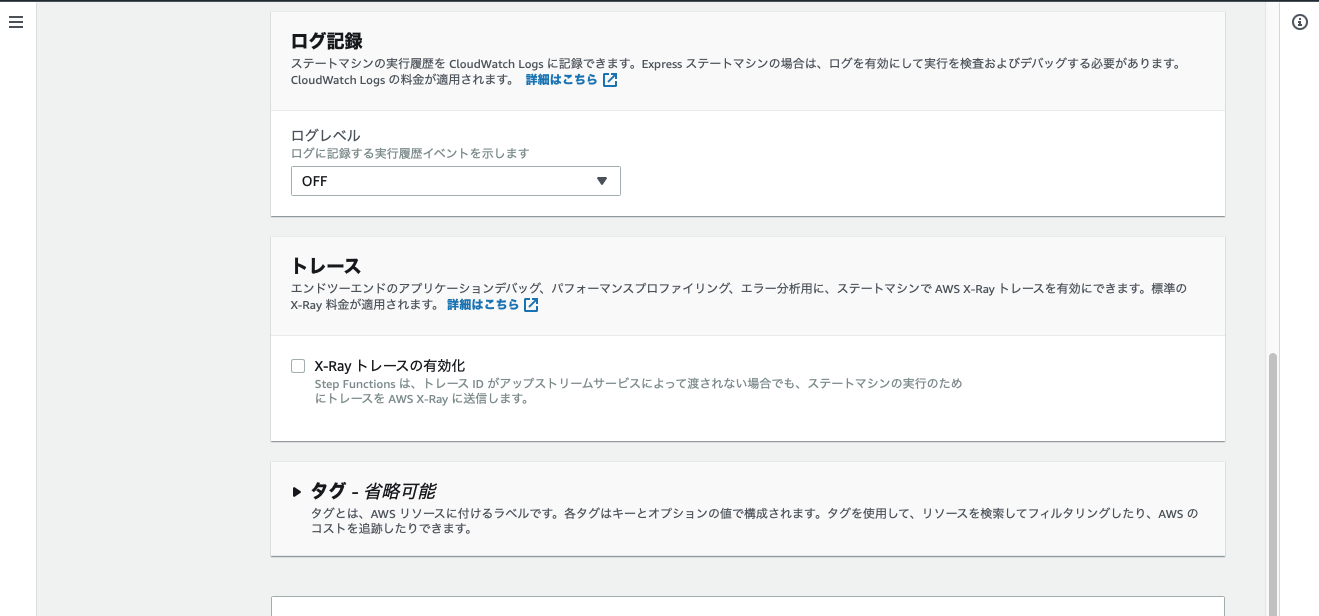 ログ記録
ステートマシンの実行履歴を CloudWatch Logs に記録できます。Express ステートマシンの場合は、ログを有効にして実行を検査およびデバッグする必要があります。
CloudWatch Logs の料金が適用されます。 詳細はこちら
ログレベル
ログに記録する実行履歴イベントを示します
OFF
トレース
エンドツーエンドのアプリケーションデバッグ、パフォーマンスプロファイリング、エラー分析用に、ステートマシンで AWS X-Ray トレースを有効にできます。標準の
X-Ray 料金が適用されます。 詳細はこちら
X-Ray トレースの有効化
Step Functions は、トレース ID がアップストリームサービスによって渡されない場合でも、ステートマシンの実行のため
にトレースを AWS X-Ray に送信します。
タグ - 省略可能
タグとは、AWS リソースに付けるラベルです。各タグはキーとオプションの値で構成されます。タグを使用して、リソースを検索してフィルタリングしたり、AWS の
コストを追跡したりできます。